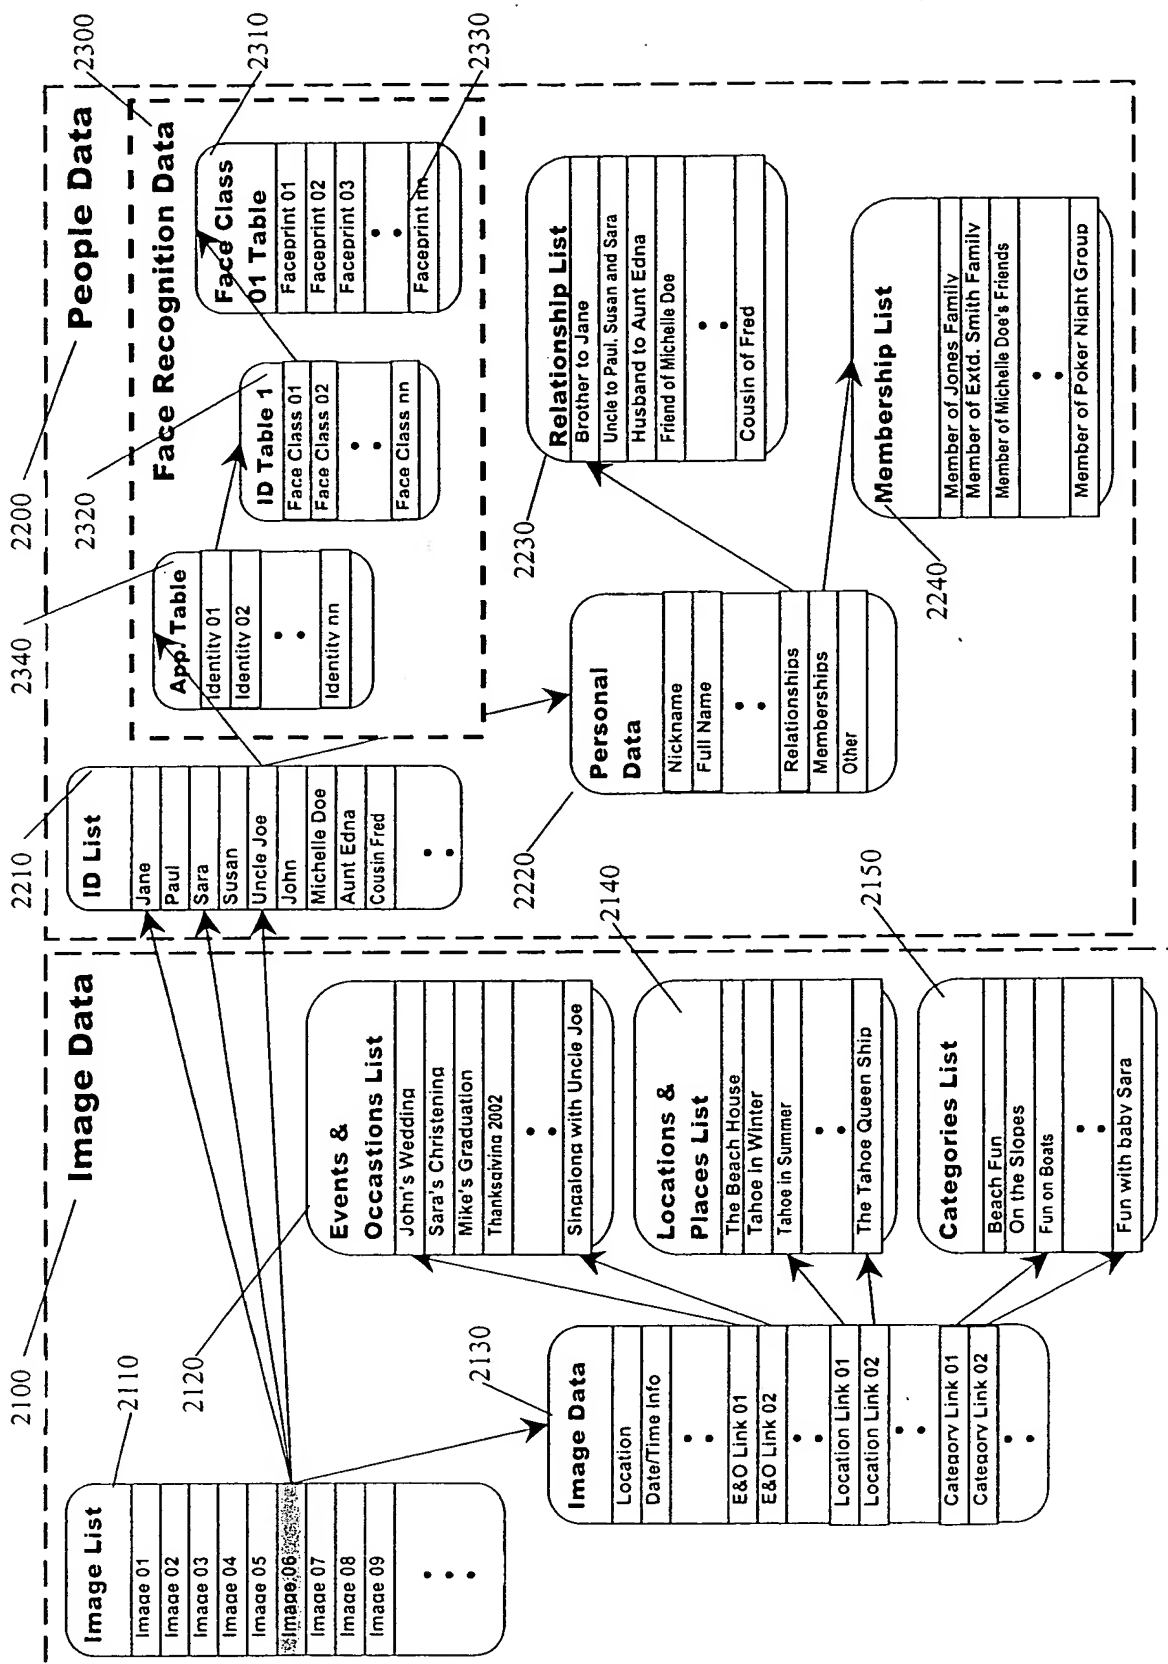 2100
Image Data
2110
Image List
Image 01
Image 02
Image 03
Image 04
Image 05
Image 06
Image 07
Image 08
Image 09
2120
Events &
Occastions List
John's Wedding
Sara's Christening
Mike's Graduation
Thanksgiving 2002
Singalong with Uncle Joe
2130
Image Data
Location
Date/Time Info
E&O Link 01
E&O Link 02
Location Link 01
Location Link 02
Category Link 01
Category Link 02
2140
Locations &
Places List
The Beach House
Tahoe in Winter
Tahoe in Summer
The Tahoe Queen Ship
2150
Categories List
Beach Fun
On the Slopes
Fun on Boats
Fun with baby Sara
2200
People Data
2210
ID List
Jane
Paul
Sara
Susan
Uncle Joe
John
Michelle Doe
Aunt Edna
Cousin Fred
2300
Face Recognition Data
2340
App. Table
Identity 01
Identity 02
Identity nn
2320
ID Table 1
Face Class 01
Face Class 02
Face Class nn
2310
Face Class
01 Table
Faceprint 01
Faceprint 02
Faceprint 03
Faceprint nn
2330
2220
Personal
Data
Nickname
Full Name
Relationships
Memberships
Other
2230
Relationship List
Brother to Jane
Uncle to Paul, Susan and Sara
Husband to Aunt Edna
Friend of Michelle Doe
Cousin of Fred
2240
Membership List
Member of Jones Family
Member of Extd. Smith Family
Member of Michelle Doe's Friends
Member of Poker Night Group